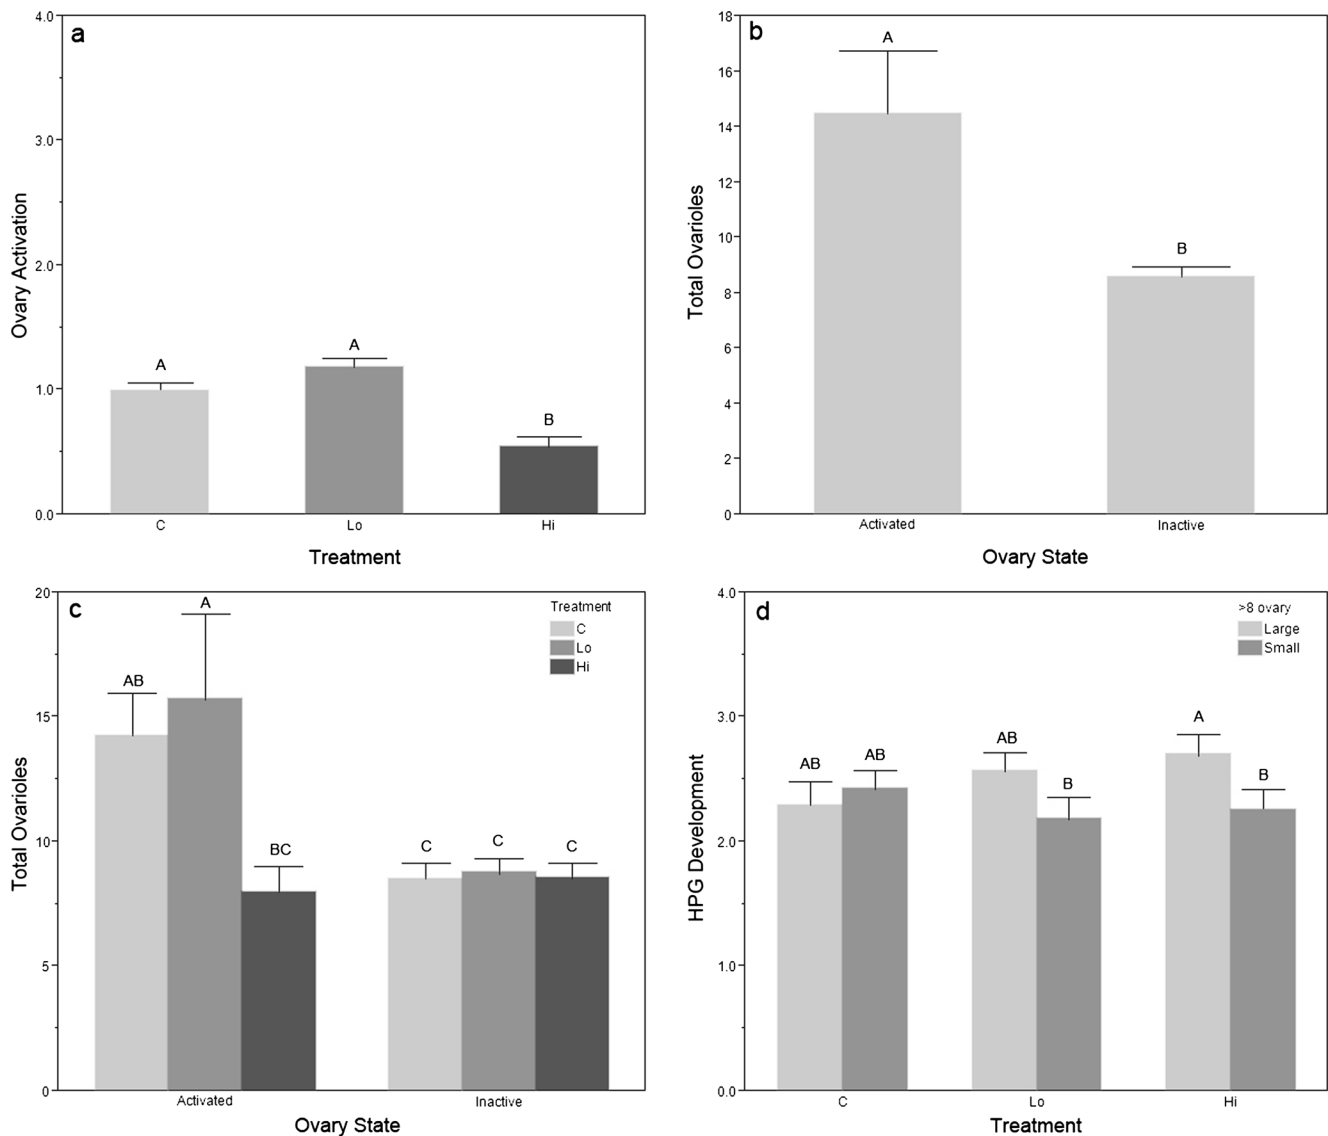 a
4.0
3.0
2.0
1.0
0.0
Ovary Activation
A
A
B
C Lo Hi
Treatment
b
18
16
14
12
10
8
6
4
2
0
Total Ovarioles
A
B
Activated Inactive
Ovary State
c
20
15
10
5
0
Total Ovarioles
Treatment
C
Lo
Hi
AB
A
BC
C
C
C
Activated Inactive
Ovary State
d
4.0
3.0
2.0
1.0
0.0
HPG Development
>8 ovary
Large
Small
AB
AB
AB
B
A
B
C Lo Hi
Treatment